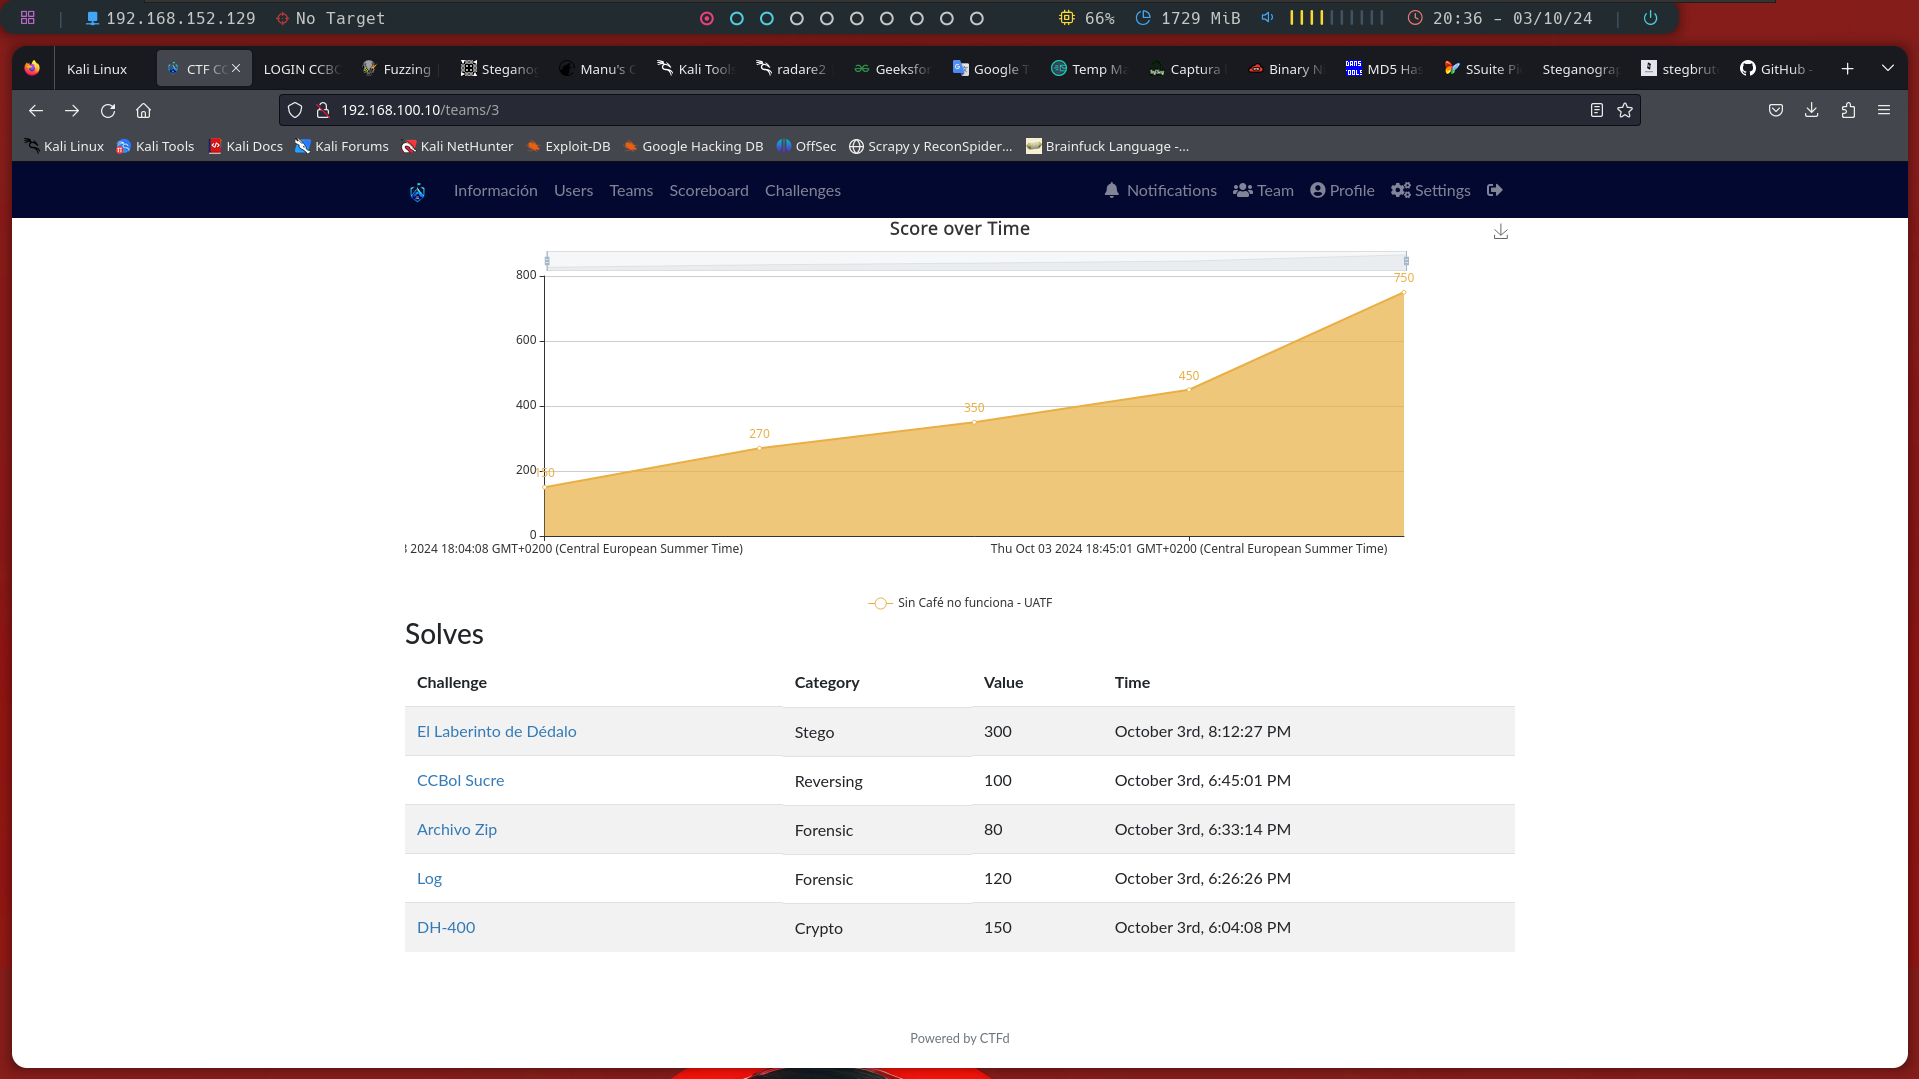 192.168.152.129 No Target 66% 1729 MiB 20:36 - 03/10/24
Kali Linux CTF CC LOGIN CCBC Fuzzing Stegano Manu's C Kali Tools radare2 Geeksfor Google T Temp Ma Captura Binary N MD5 Has SSuite Pi Steganogra stegbrut GitHub -
192.168.100.10/teams/3
Kali Linux Kali Tools Kali Docs Kali Forums Kali NetHunter Exploit-DB Google Hacking DB OffSec Scrapy y ReconSpider... Brainfuck Language -...
Información Users Teams Scoreboard Challenges Notifications Team Profile Settings
Score over Time
800
750
600
450
400
350
270
200
150
0
3 2024 18:04:08 GMT+0200 (Central European Summer Time) Thu Oct 03 2024 18:45:01 GMT+0200 (Central European Summer Time)
Sin Café no funciona - UATF
Solves
Challenge Category Value Time
El Laberinto de Dédalo Stego 300 October 3rd, 8:12:27 PM
CCBol Sucre Reversing 100 October 3rd, 6:45:01 PM
Archivo Zip Forensic 80 October 3rd, 6:33:14 PM
Log Forensic 120 October 3rd, 6:26:26 PM
DH-400 Crypto 150 October 3rd, 6:04:08 PM
Powered by CTFd